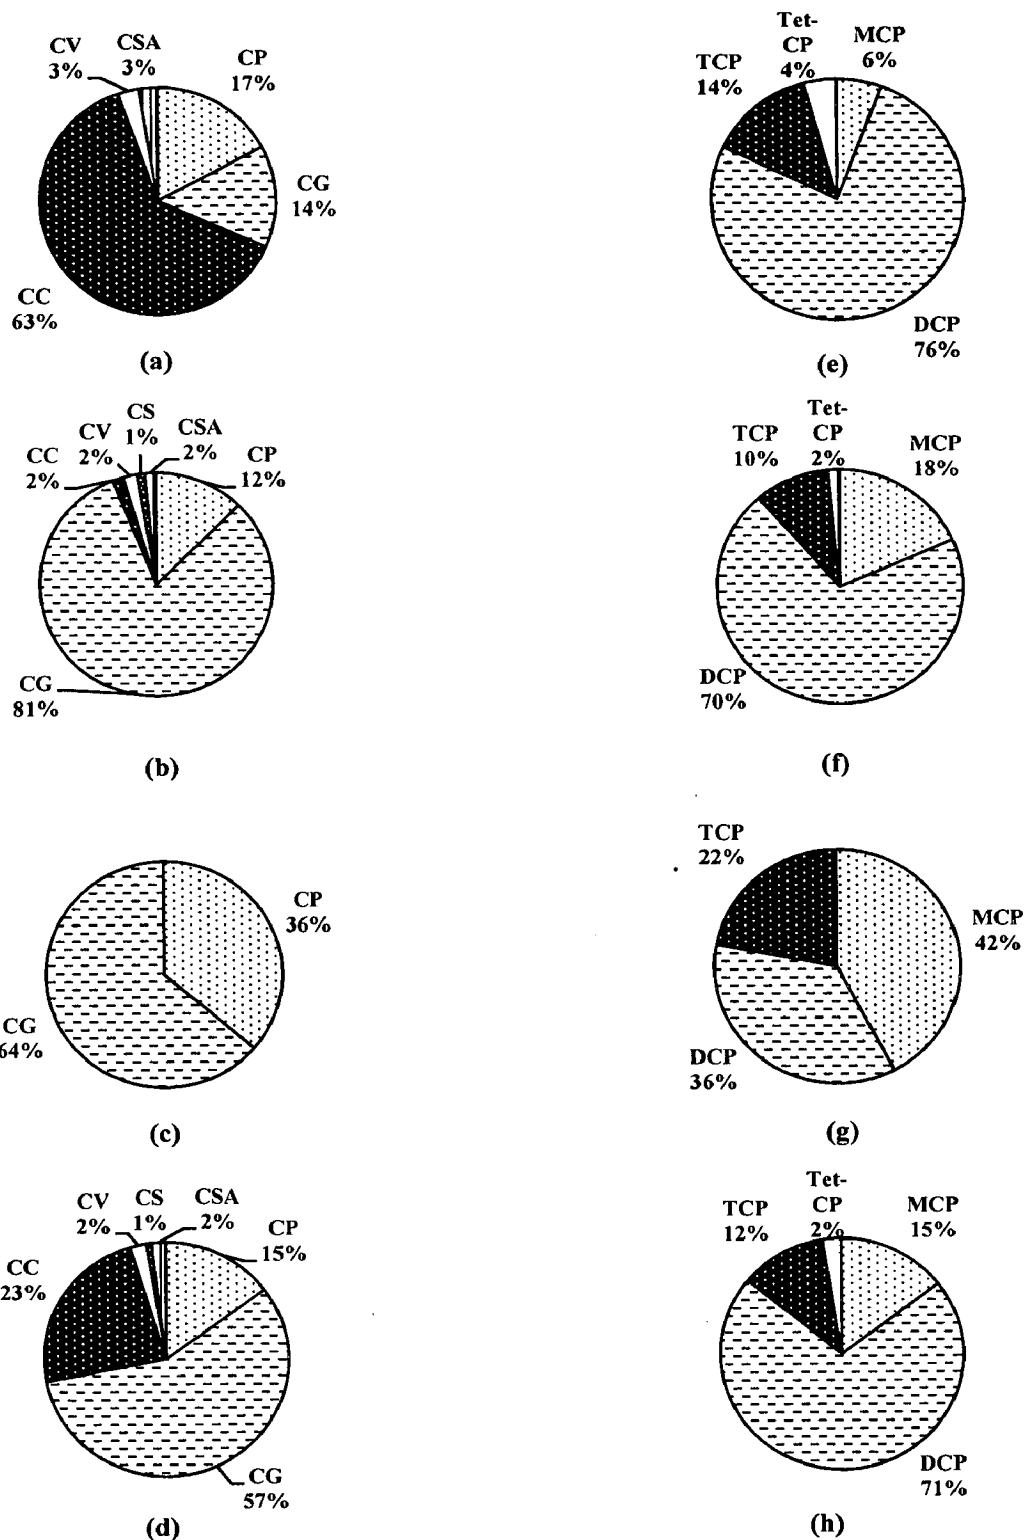 CV
3%
CSA
3%
CP
17%
CG
14%
CC
63%
(a)
Tet-
CP
4%
MCP
6%
TCP
14%
DCP
76%
(e)
CC
2%
CV
2%
CS
1%
CSA
2%
CP
12%
CG
81%
(b)
TCP
10%
Tet-
CP
2%
MCP
18%
DCP
70%
(f)
CP
36%
CG
64%
(c)
TCP
22%
MCP
42%
DCP
36%
(g)
CC
23%
CV
2%
CS
1%
CSA
2%
CP
15%
CG
57%
(d)
TCP
12%
Tet-
CP
2%
MCP
15%
DCP
71%
(h)